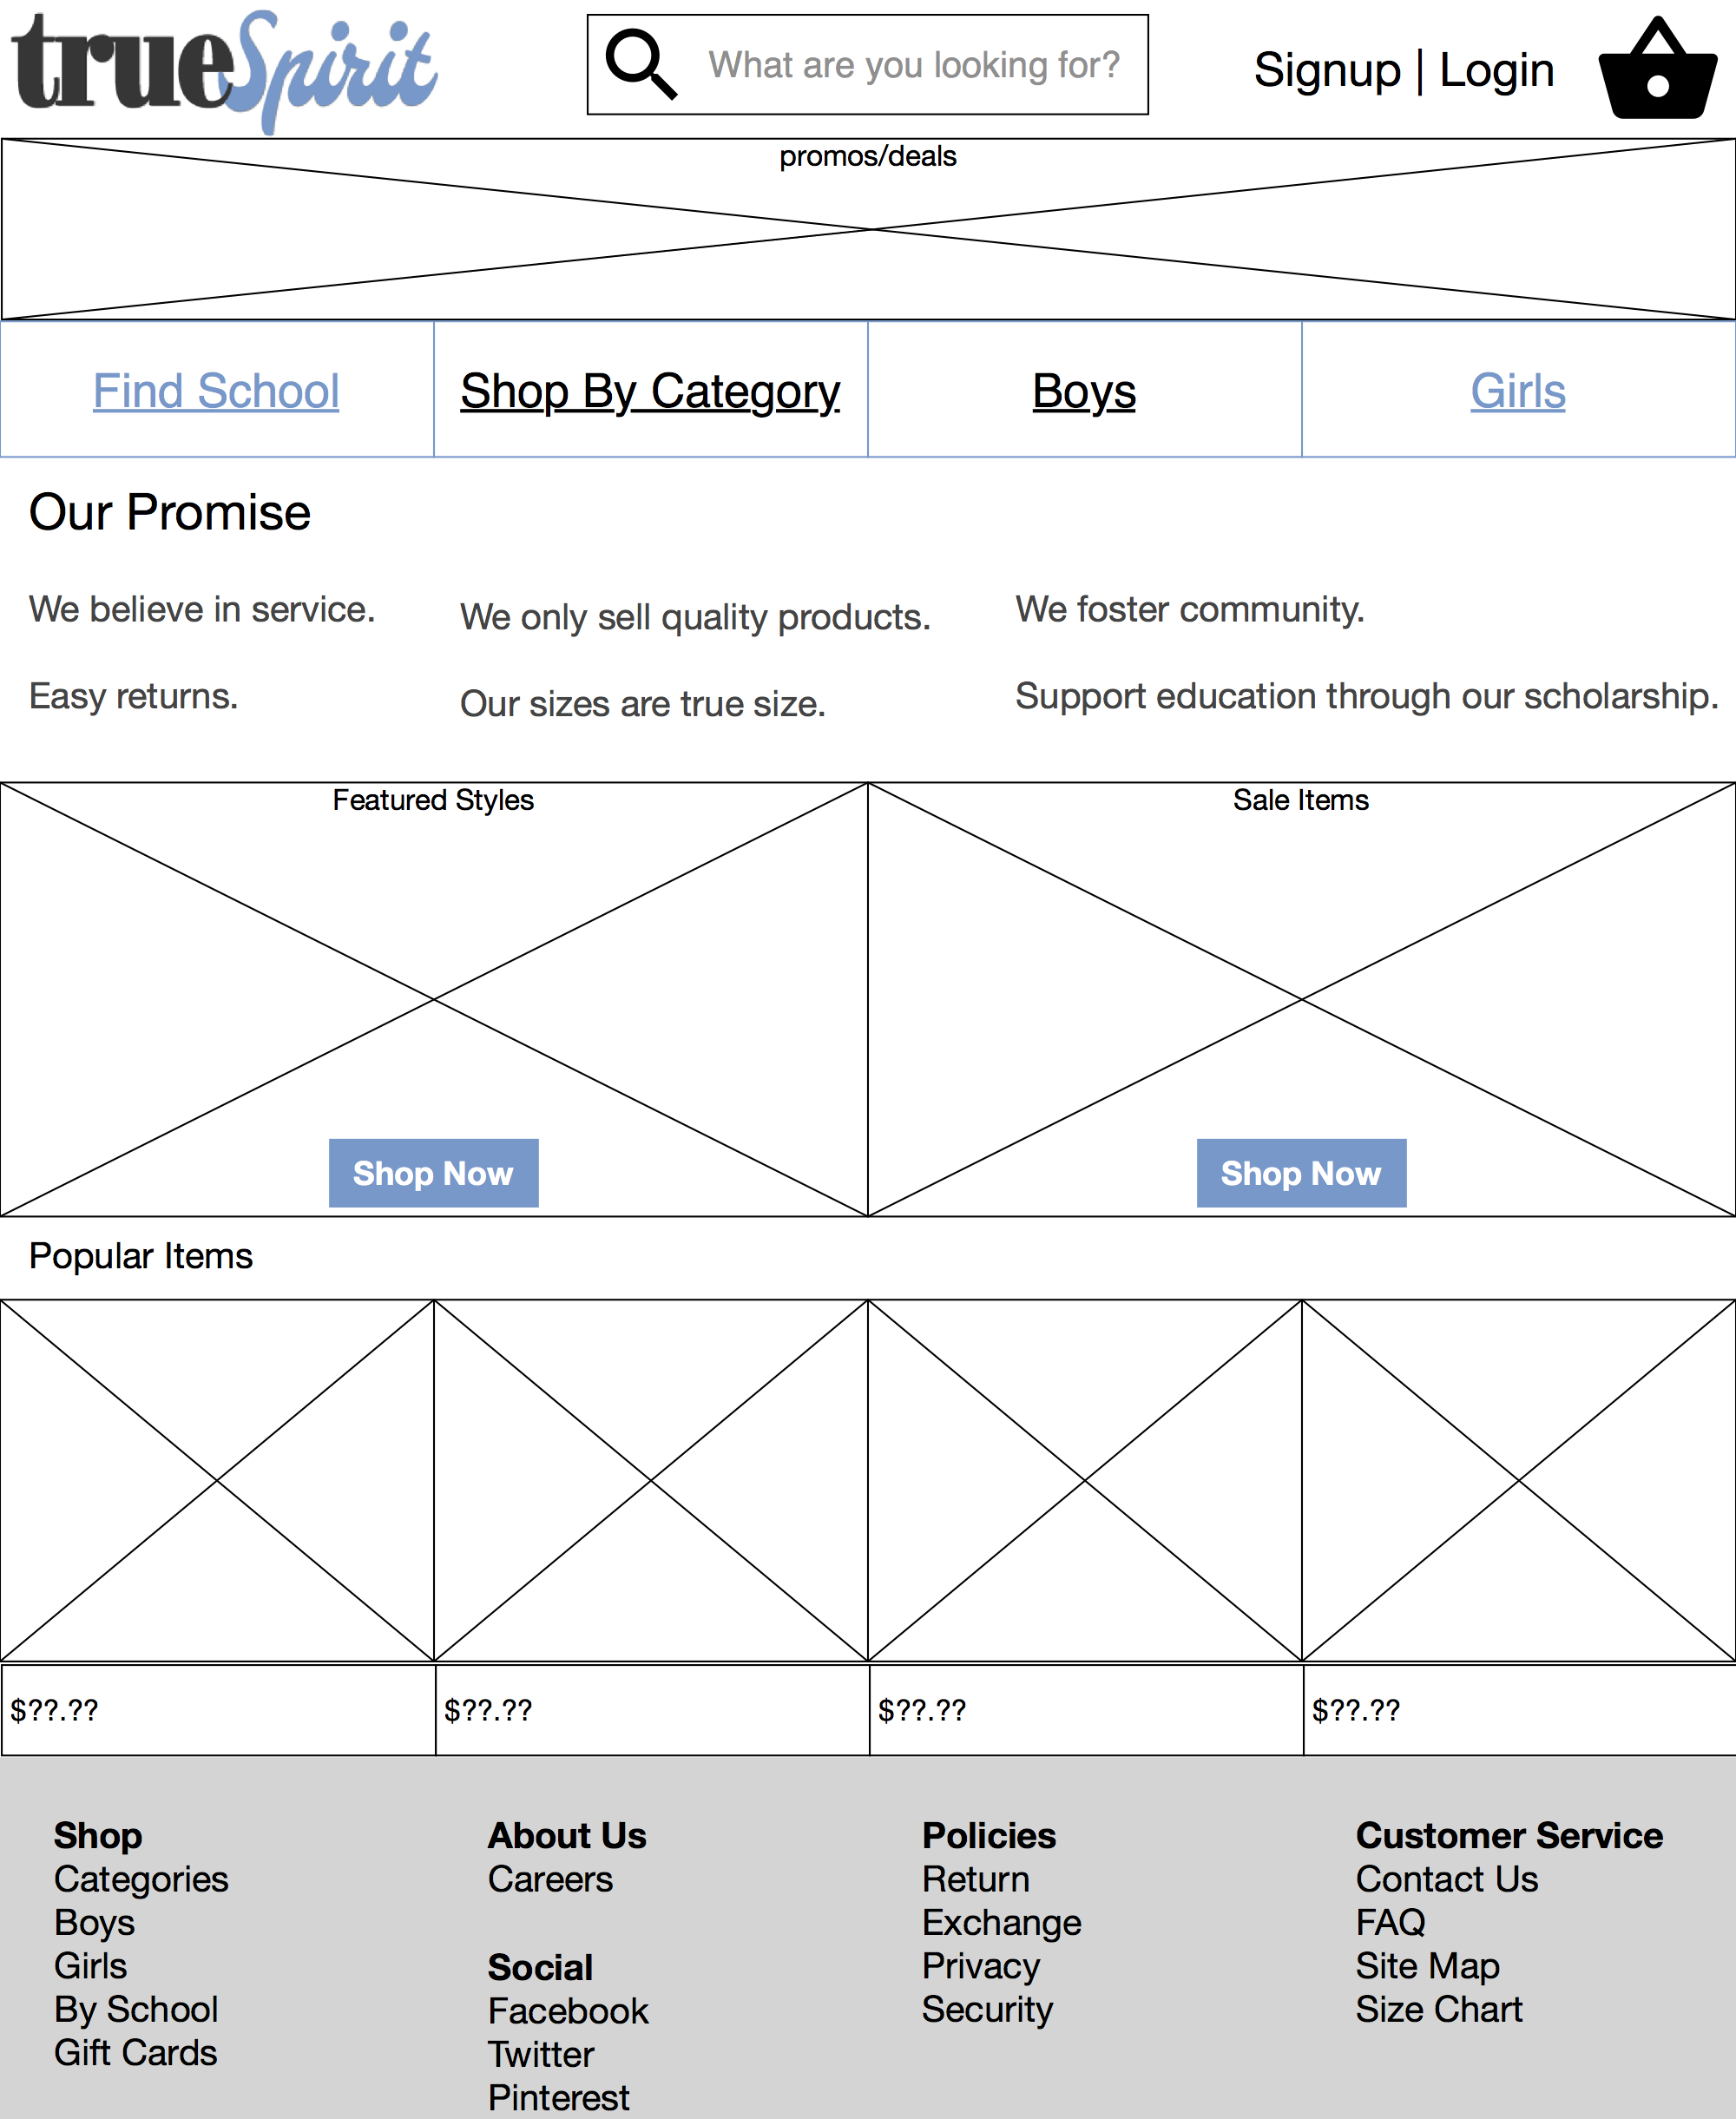 trueSpirit
What are you looking for?
Signup | Login
promos/deals
Find School
Shop By Category
Boys
Girls
Our Promise
We believe in service.
We only sell quality products.
We foster community.
Easy returns.
Our sizes are true size.
Support education through our scholarship.
Featured Styles
Sale Items
Shop Now
Shop Now
Popular Items
$??.??
$??.??
$??.??
$??.??
Shop
Categories
Boys
Girls
By School
Gift Cards
About Us
Careers
Social
Facebook
Twitter
Pinterest
Policies
Return
Exchange
Privacy
Security
Customer Service
Contact Us
FAQ
Site Map
Size Chart